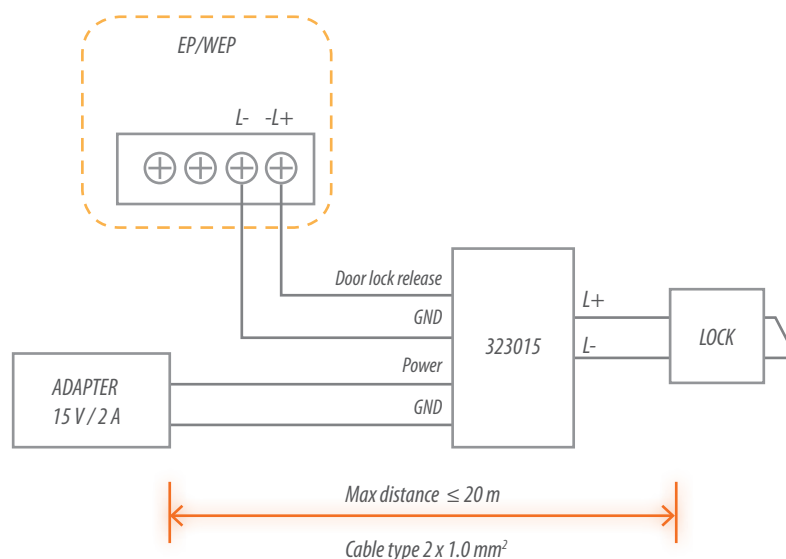 EP/WEP
L- -L+
Door lock release
GND
Power
GND
323015
L+
L-
LOCK
ADAPTER
15 V / 2 A
Max distance ≤ 20 m
Cable type 2 x 1.0 mm²